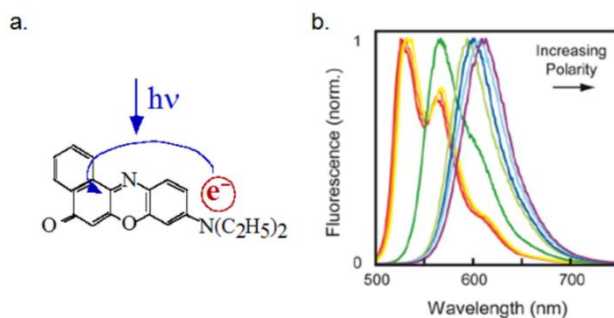 a.
hν
N
e⁻
O
O
N(C2H5)2
b.
1
Increasing
Polarity
Fluorescence (norm.)
0
500
600
700
Wavelength (nm)